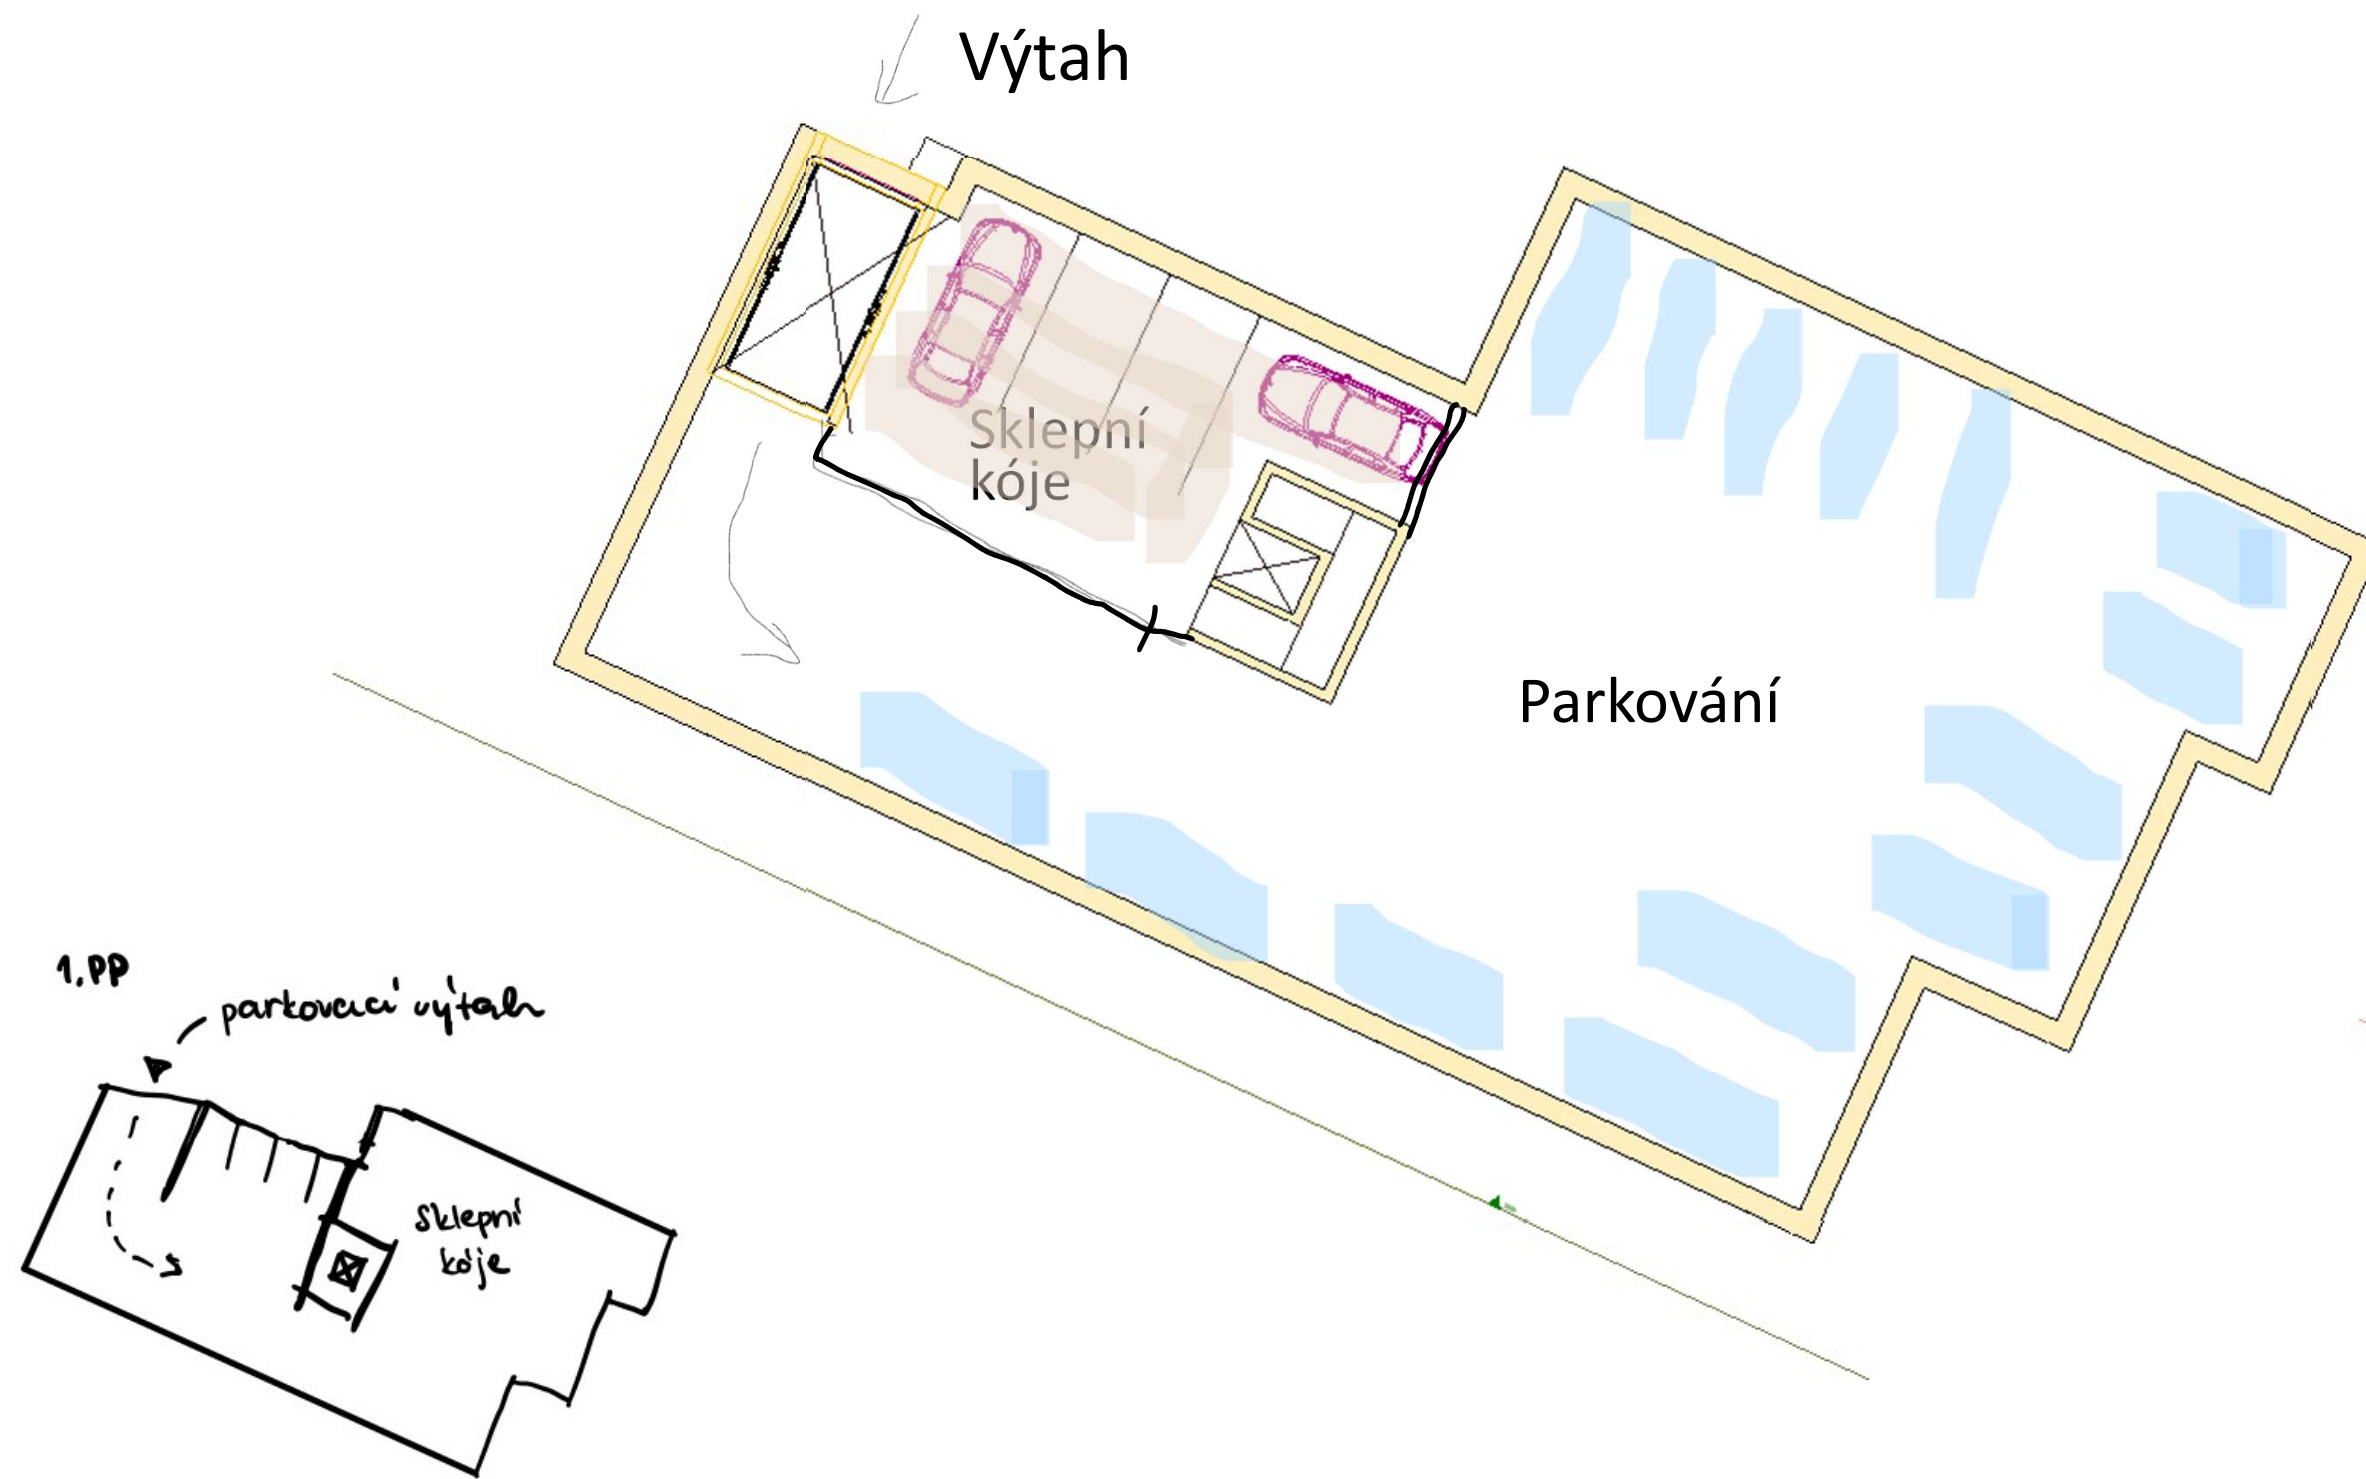 Výtah
Sklepní
kóje
Parkování
1.PP
parkovací výtah
Sklepní
kóje